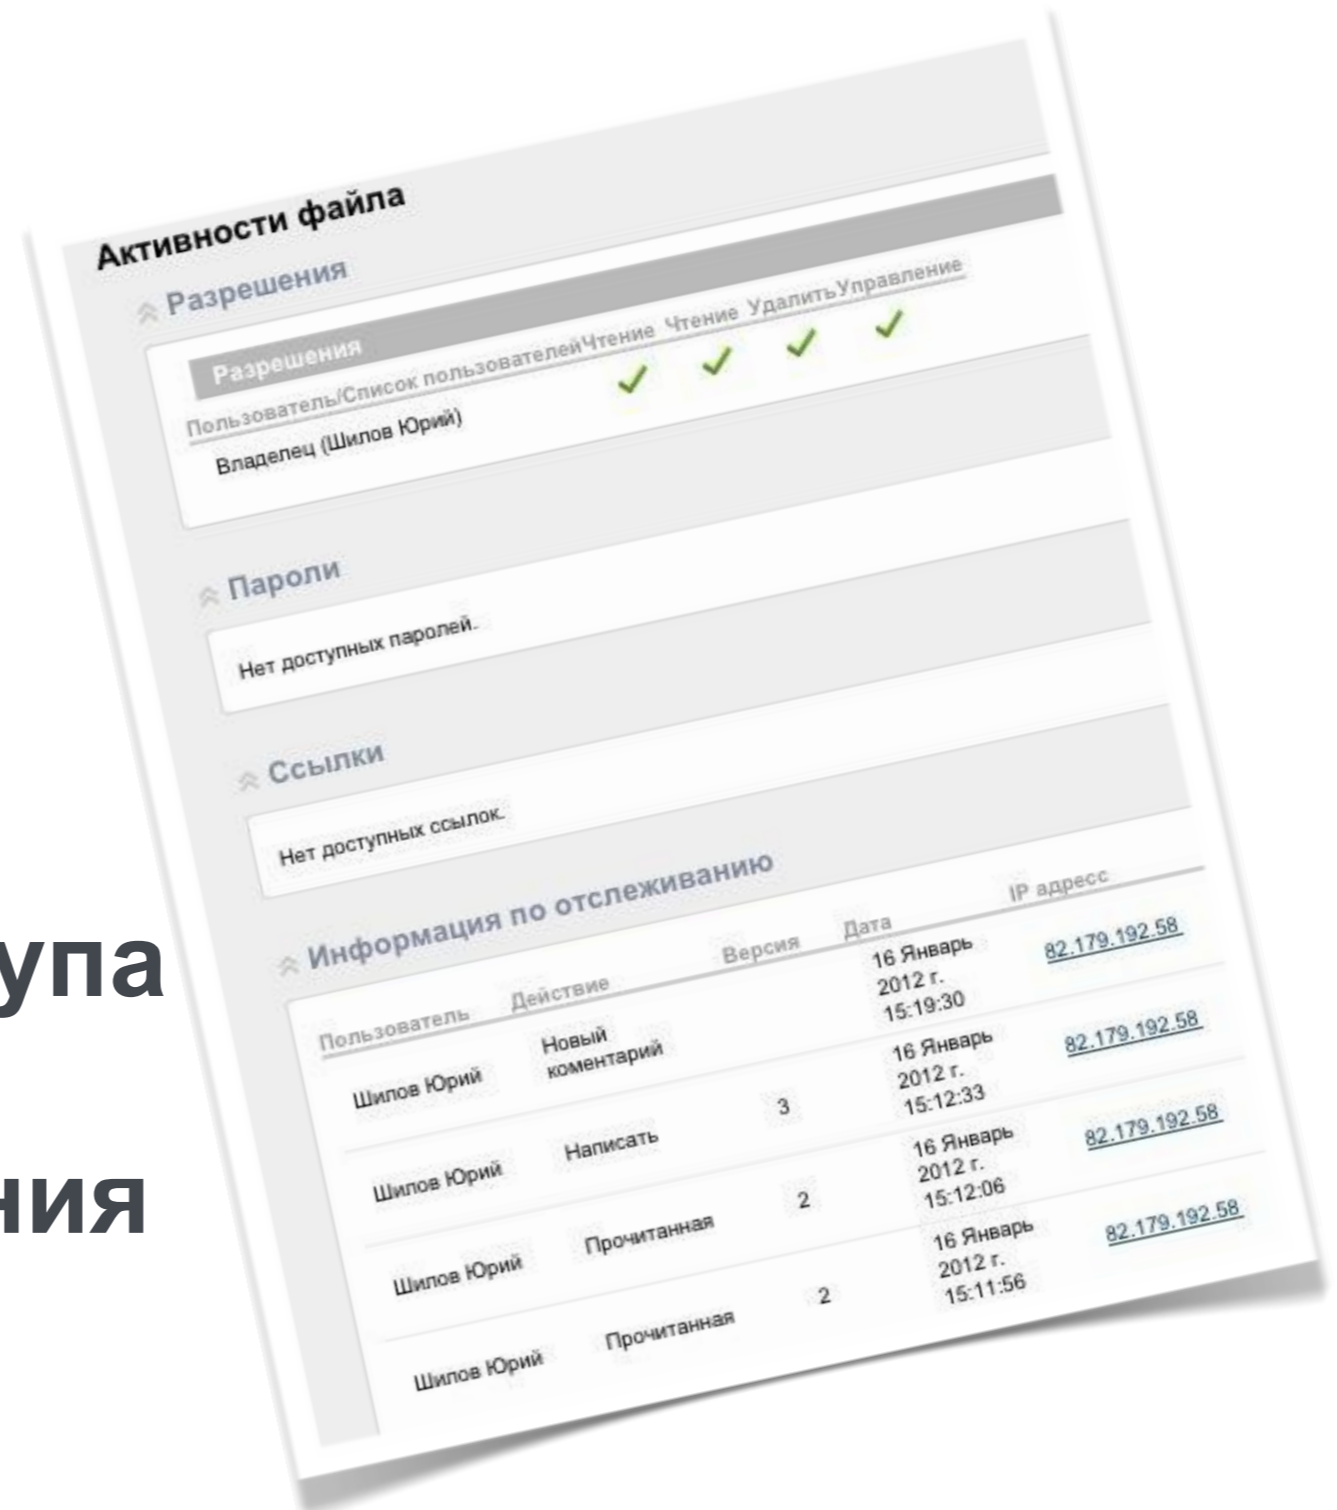 Активности файла
Разрешения
Разрешения
Пользователь/Список пользователей Чтение Чтение Удалить Управление
Владелец (Шилов Юрий)
Пароли
Нет доступных паролей.
Ссылки
Нет доступных ссылок.
Информация по отслеживанию
Пользователь Действие Версия Дата IP адресс
Шилов Юрий Новый коментарий 16 Январь 2012 г. 15:19:30 82.179.192.58
Шилов Юрий Написать 3 16 Январь 2012 г. 15:12:33 82.179.192.58
Шилов Юрий Прочитанная 2 16 Январь 2012 г. 15:12:06 82.179.192.58
Шилов Юрий Прочитанная 2 16 Январь 2012 г. 15:11:56 82.179.192.58
упа
ния